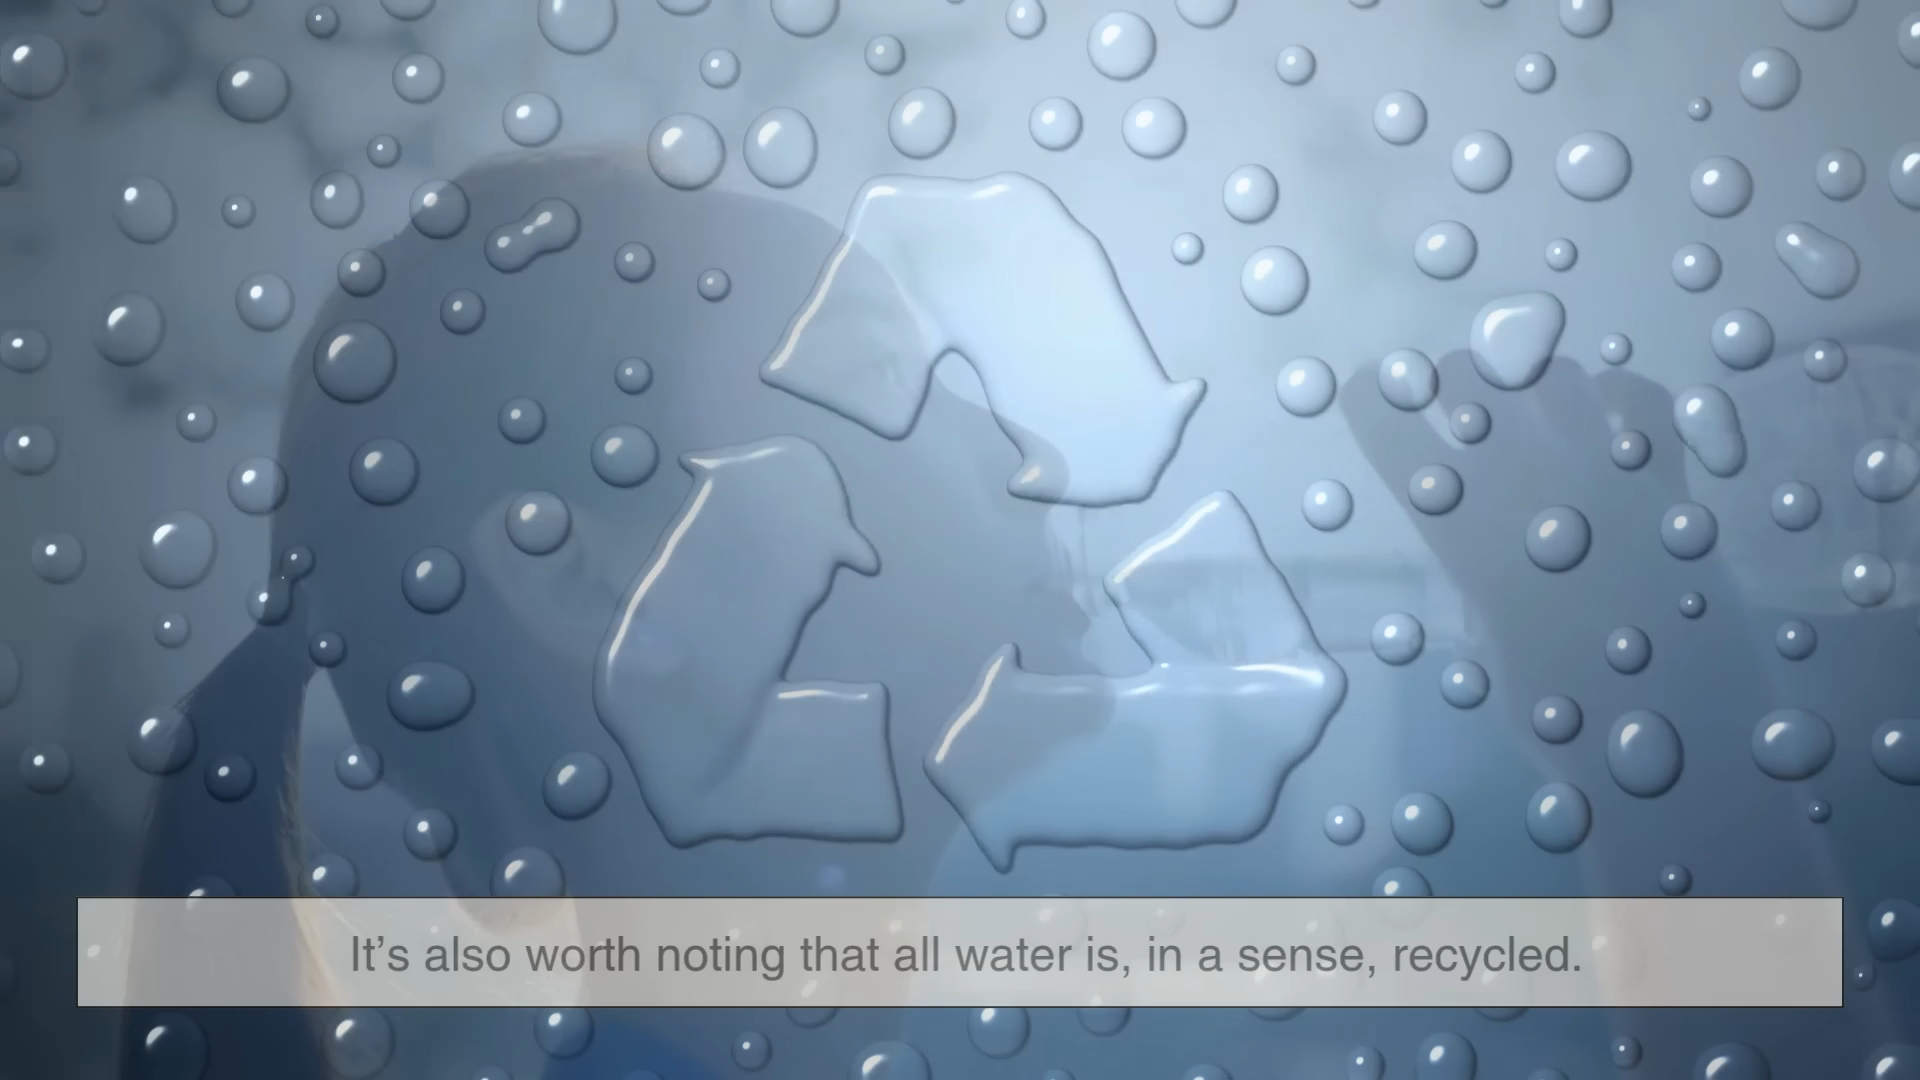 It’s also worth noting that all water is, in a sense, recycled.